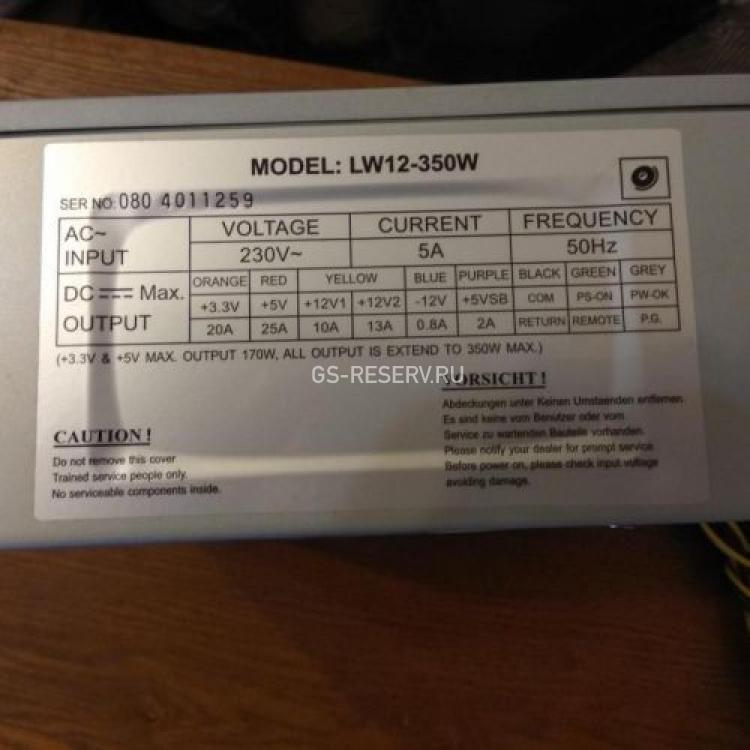 MODEL: LW12-350W
SER NO: 080 4011259
AC~ INPUT VOLTAGE CURRENT FREQUENCY
230V~ 5A 50Hz
DC Max. OUTPUT ORANGE RED YELLOW BLUE PURPLE BLACK GREEN GREY
+3.3V +5V +12V1 +12V2 -12V +5VSB COM PS-ON PW-OK
20A 25A 10A 13A 0.8A 2A RETURN REMOTE P.G.
(+3.3V & +5V MAX. OUTPUT 170W, ALL OUTPUT IS EXTEND TO 350W MAX.)
GS-RESERV.RU
CAUTION !
Do not remove this cover.
Trained service people only.
No serviceable components inside.
VORSICHT !
Abdeckungen unter Keinen Umstaenden entfernen.
Es sind keine vom Benutzer oder vom
Service zu wartenden Bauteile vorhanden.
Please notify your dealer for prompt service.
Before power on, please check input voltage
avoiding damage.